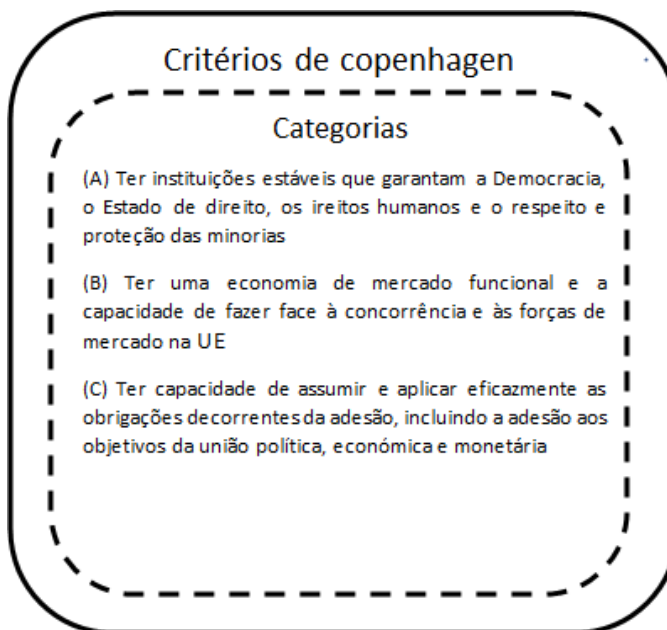 Critérios de copenhagen
Categorias
(A) Ter instituições estáveis que garantam a Democracia,
o Estado de direito, os ireitos humanos e o respeito e
proteção das minorias
(B) Ter uma economia de mercado funcional e a
capacidade de fazer face à concorrência e às forças de
mercado na UE
(C) Ter capacidade de assumir e aplicar eficazmente as
obrigações decorrentes da adesão, incluindo a adesão aos
objetivos da união política, económica e monetária